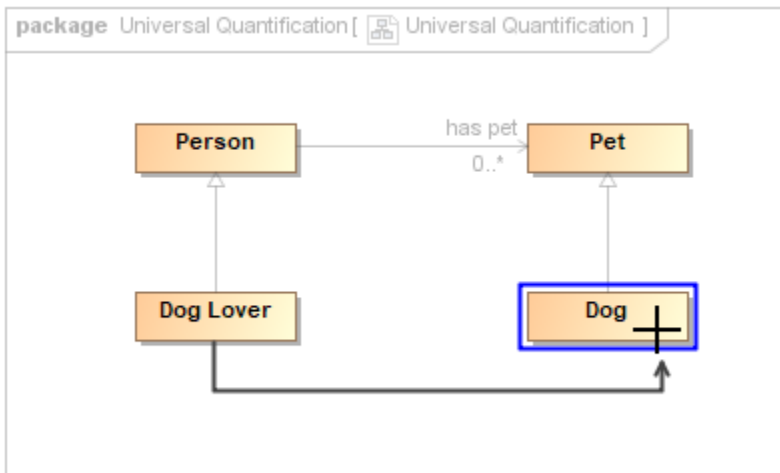 package Universal Quantification [ Universal Quantification ]
Person
has pet
0..*
Pet
Dog Lover
Dog